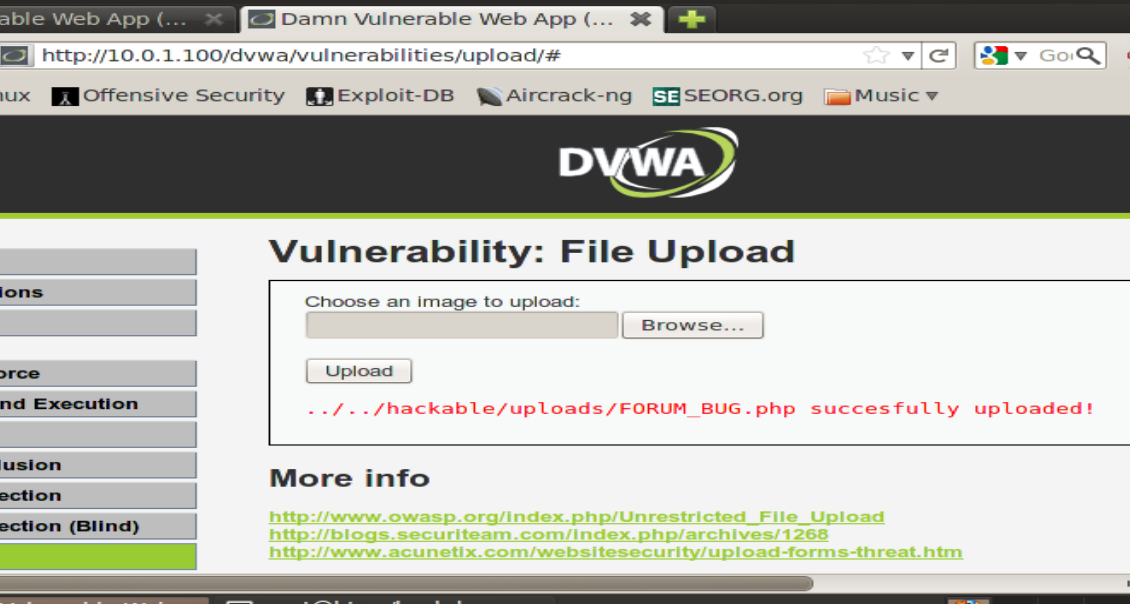 able Web App (...
Damn Vulnerable Web App (...
http://10.0.1.100/dvwa/vulnerabilities/upload/#
nux
Offensive Security
Exploit-DB
Aircrack-ng
SE SEORG.org
Music
DVWA
ions
orce
nd Execution
lusion
ection
ection (Blind)
Vulnerability: File Upload
Choose an image to upload:
Browse...
Upload
../../hackable/uploads/FORUM_BUG.php succesfully uploaded!
More info
http://www.owasp.org/index.php/Unrestricted_File_Upload
http://blogs.securiteam.com/index.php/archives/1268
http://www.acunetix.com/websitesecurity/upload-forms-threat.htm